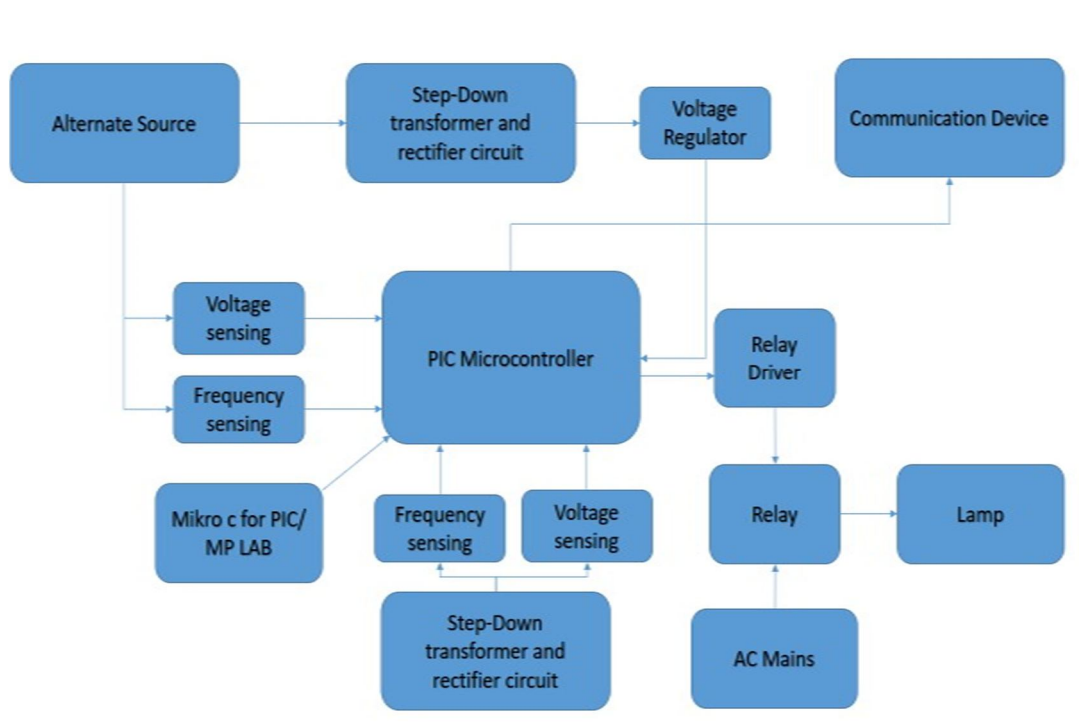 Alternate Source
Step-Down
transformer and
rectifier circuit
Voltage
Regulator
Communication Device
Voltage
sensing
PIC Microcontroller
Relay
Driver
Frequency
sensing
Mikro c for PIC/
MP LAB
Frequency
sensing
Voltage
sensing
Relay
Lamp
Step-Down
transformer and
rectifier circuit
AC Mains